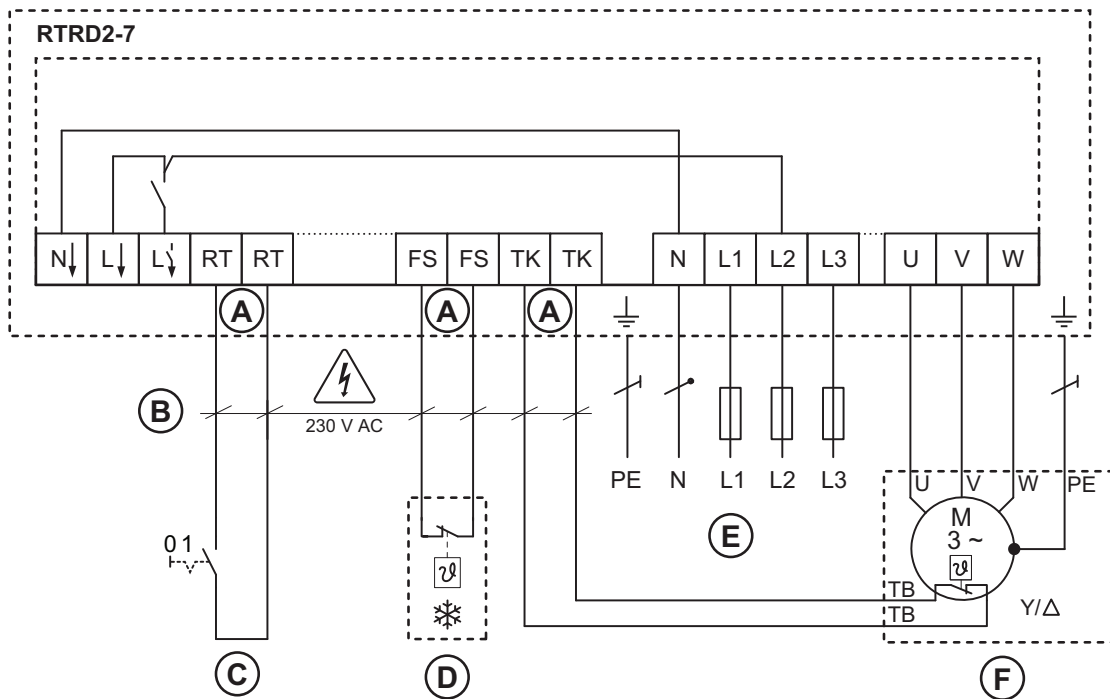 RTRD2-7
N L L RT RT FS FS TK TK N L1 L2 L3 U V W
A A A
B
230 V AC
PE N L1 L2 L3
U V W PE
0 1
E
M
3 ~
ϑ
ϑ
TB
TB
Y/△
C D F